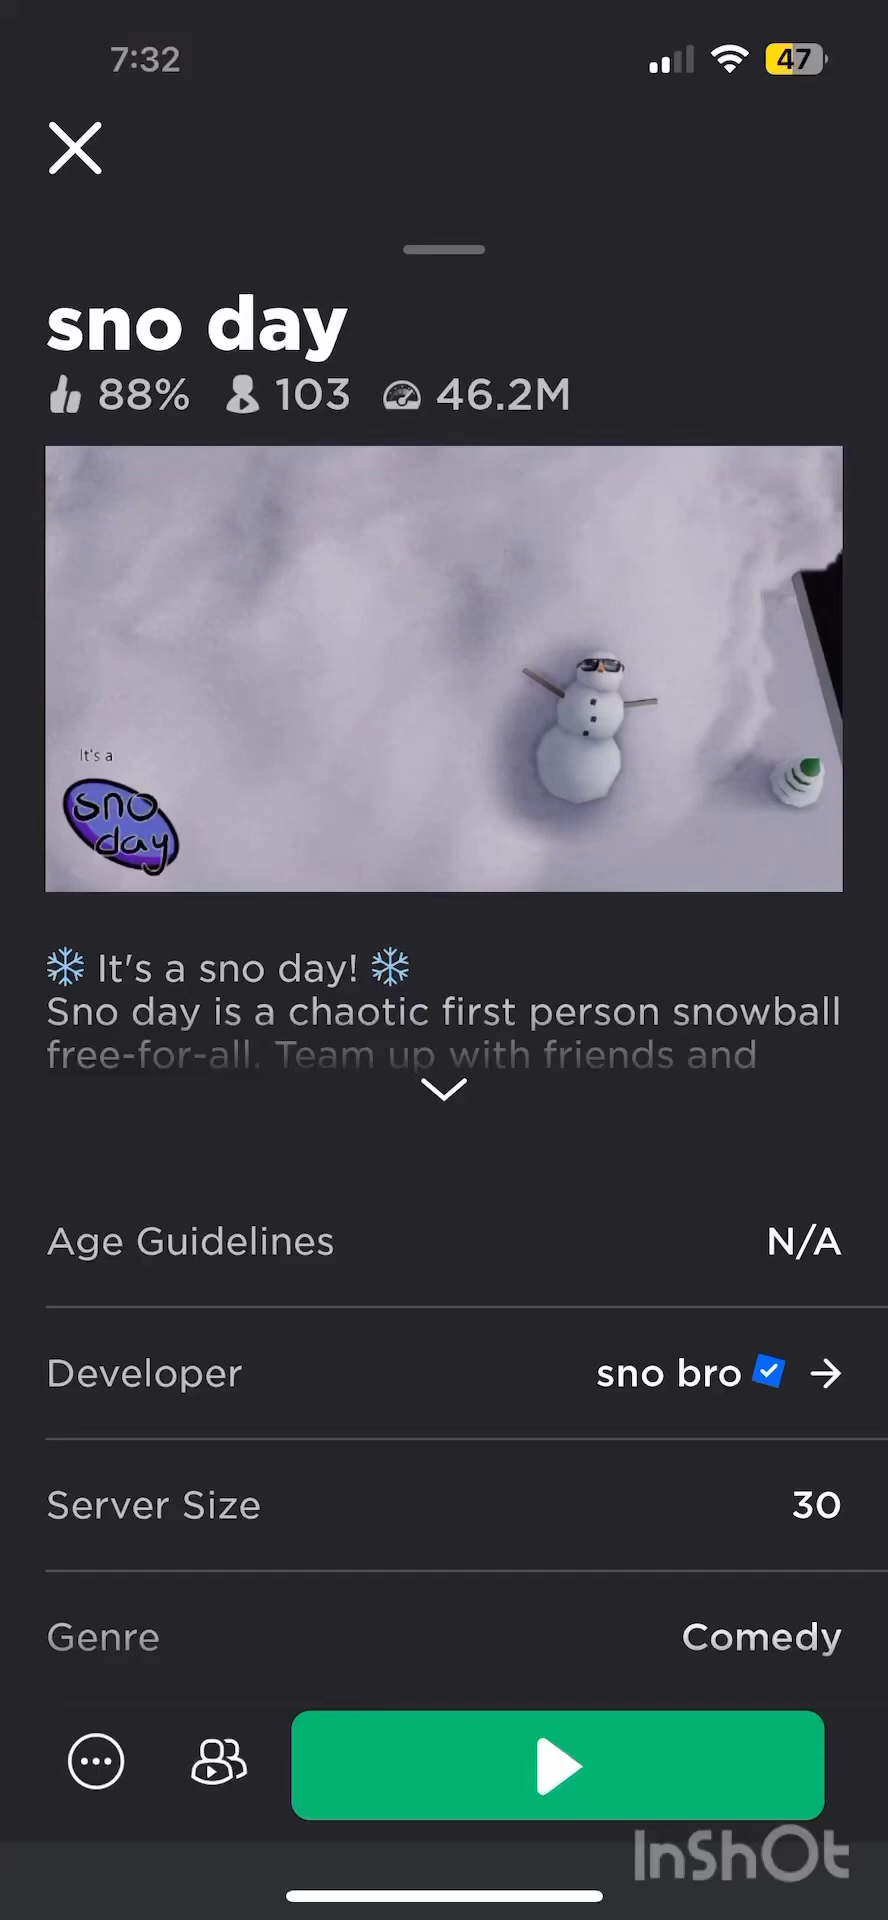 7:32
47
sno day
88% 103 46.2M
It's a
sno
day
❄️ It's a sno day! ❄️
Sno day is a chaotic first person snowball
free-for-all. Team up with friends and
Age Guidelines N/A
Developer sno bro
Server Size 30
Genre Comedy
InShOt